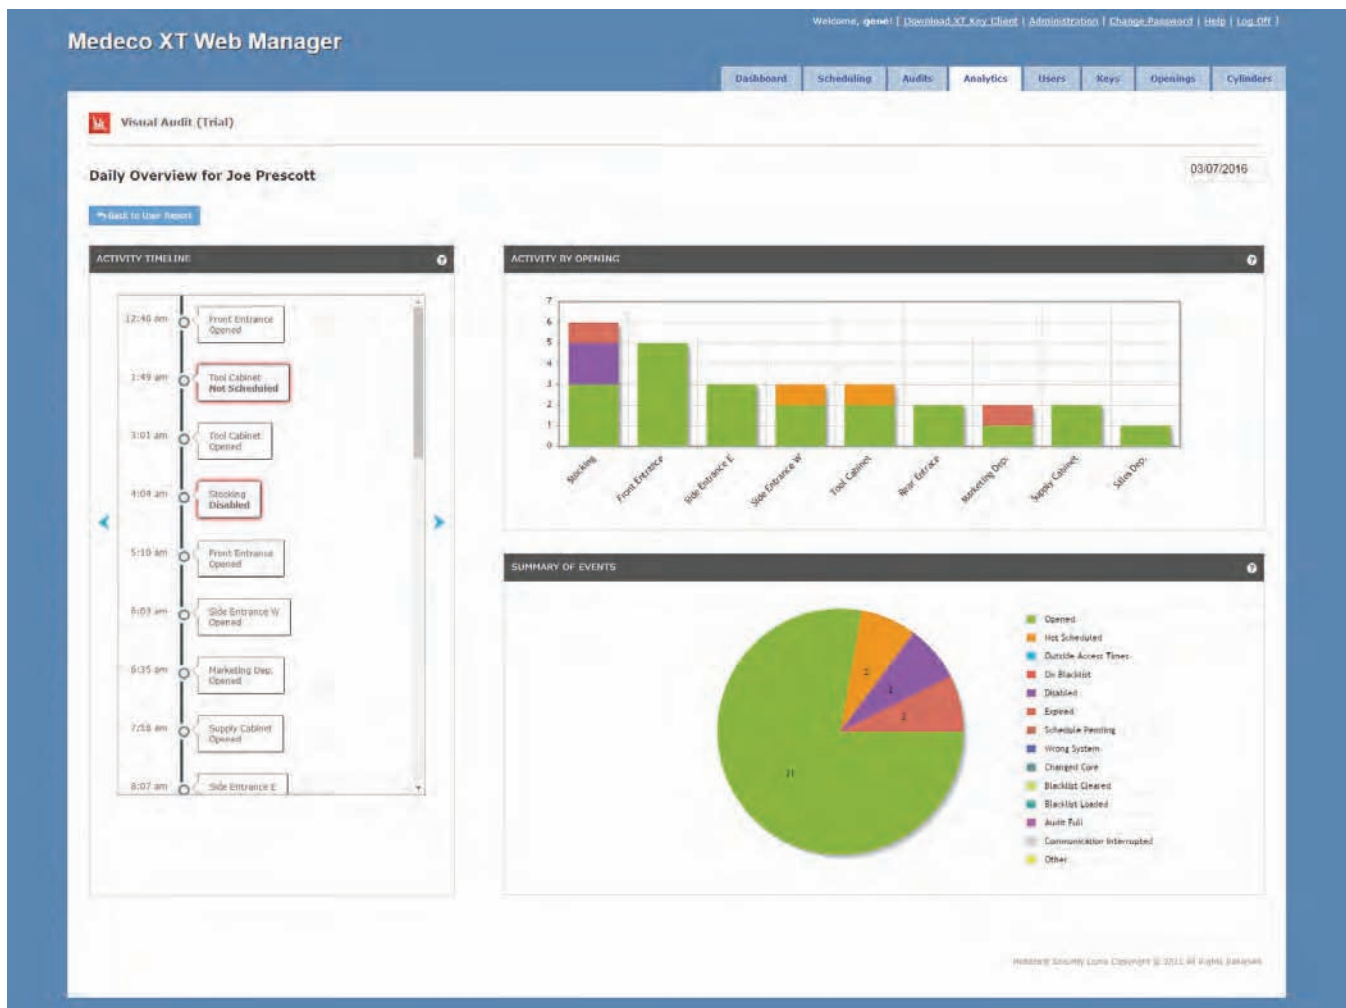 Welcome, gene! [ Download XT Key Client | Administration | Change Password | Help | Log Off ]
Medeco XT Web Manager
Dashboard Scheduling Audits Analytics Users Keys Openings Cylinders
Visual Audit (Trial)
Daily Overview for Joe Prescott
03/07/2016
Back to User Report
ACTIVITY TIMELINE
12:46 am
Front Entrance
Opened
1:49 am
Tool Cabinet
Not Scheduled
3:01 am
Tool Cabinet
Opened
4:04 am
Stocking
Disabled
5:10 am
Front Entrance
Opened
6:03 am
Side Entrance W
Opened
6:35 am
Marketing Dep.
Opened
Supply Cabinet
Opened
8:07 am
Side Entrance E
ACTIVITY BY OPENING
7
6
5
4
3
2
1
0
Stocking
Front Entrance
Side Entrance E
Side Entrance W
Tool Cabinet
Rear Entrace
Marketing Dep.
Supply Cabinet
Sales Dep.
SUMMARY OF EVENTS
2
2
2
21
Opened
Not Scheduled
Outside Access Times
On Blacklist
Disabled
Expired
Schedule Pending
Wrong System
Changed Core
Blacklist Cleared
Blacklist Loaded
Audit Full
Communication Interrupted
Other
Security Locks Copyright © All Rights Reserved